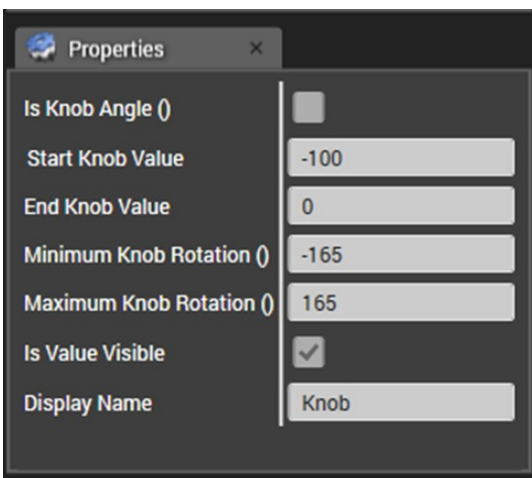 Properties ×
Is Knob Angle ()
Start Knob Value -100
End Knob Value 0
Minimum Knob Rotation () -165
Maximum Knob Rotation () 165
Is Value Visible
Display Name Knob